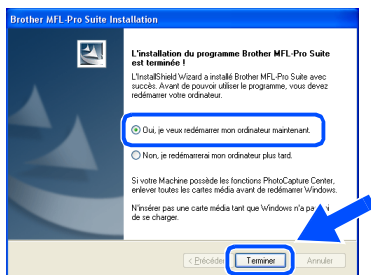 Brother MFL-Pro Suite Installation
L'installation du programme Brother MFL-Pro Suite
est terminée !
L'InstallShield Wizard a installé Brother MFL-Pro Suite avec
succès. Avant de pouvoir utiliser le programme, vous devez
redémarrer votre ordinateur.
Oui, je veux redémarrer mon ordinateur maintenant.
Non, je redémarrerai mon ordinateur plus tard.
Si votre Machine possède les fonctions PhotoCapture Center,
enlever toutes les cartes média avant de redémarrer Windows.
N'insérer pas une carte média tant que Windows n'a
de se charger.
< Précédent Terminer Annuler